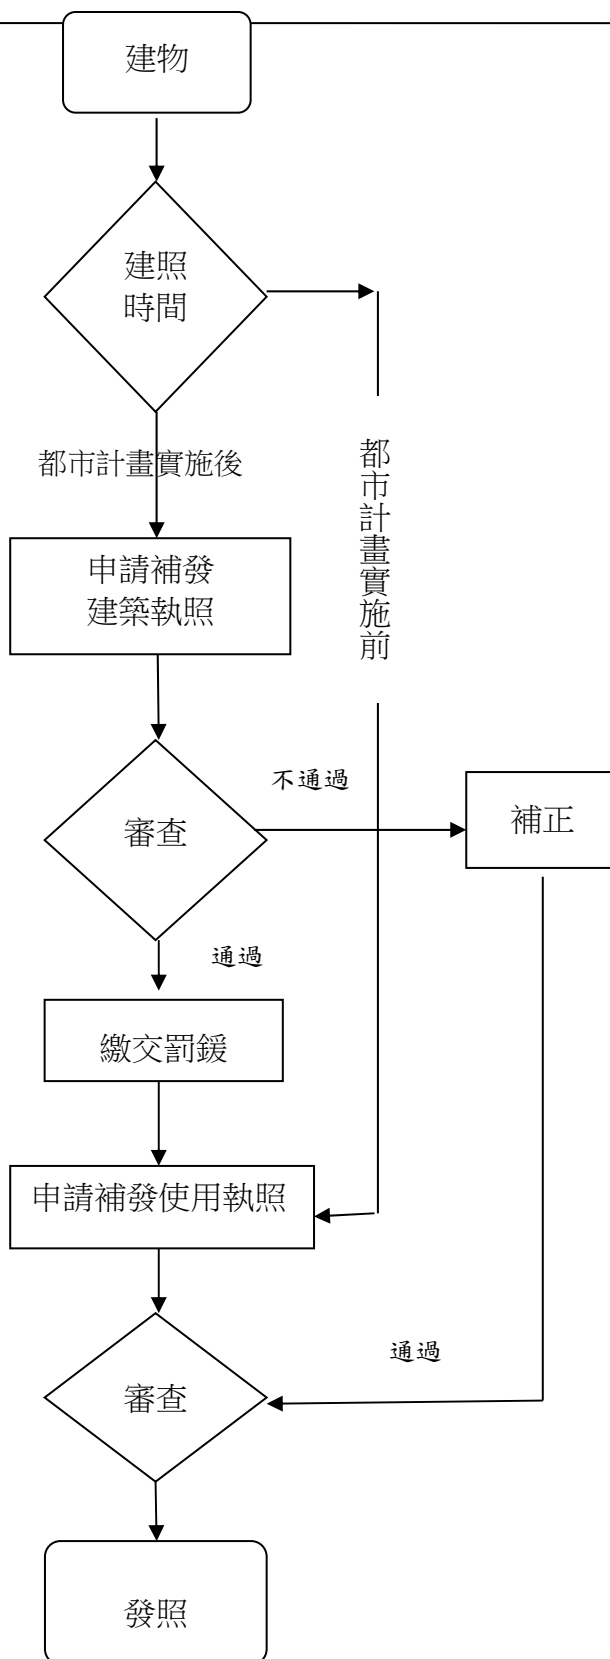 建物
建照
時間
都市計畫實施後
都市計畫實施前
申請補發
建築執照
不通過
審查
補正
通過
繳交罰鍰
申請補發使用執照
通過
審查
發照